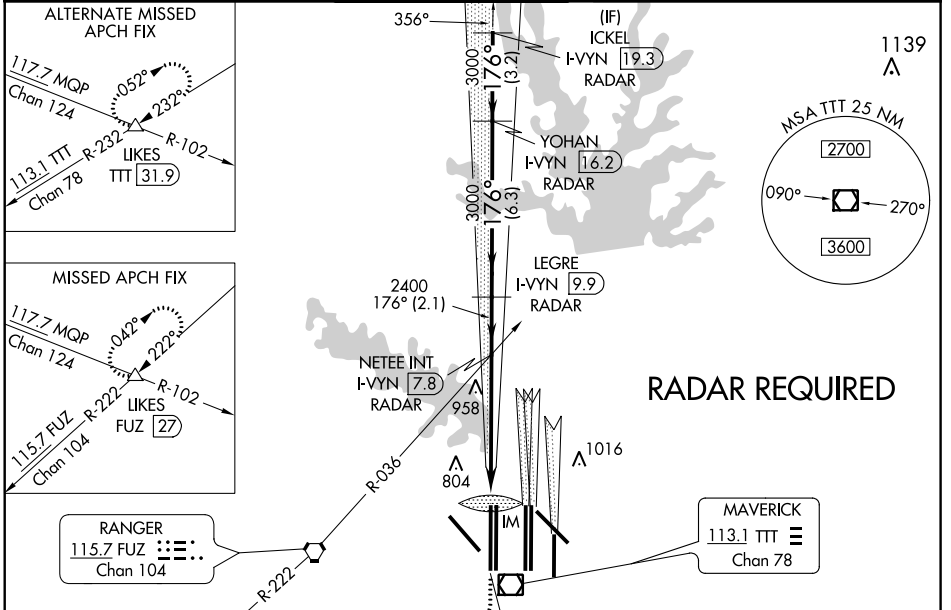 ALTERNATE MISSED
APCH FIX
117.7 MQP
Chan 124
052°
232°
R-232
R-102
113.1 TTT
Chan 78
LIKES
TTT 31.9
MISSED APCH FIX
117.7 MQP
Chan 124
042°
222°
R-222
R-102
115.7 FUZ
Chan 104
LIKES
FUZ 27
356°
(IF)
ICKEL
I-VYN 19.3
RADAR
3000
176°
(3.2)
YOHAN
I-VYN 16.2
RADAR
3000
176°
(6.3)
LEGRE
I-VYN 9.9
RADAR
2400
176° (2.1)
NETEE INT
I-VYN 7.8
RADAR
958
804
1016
IM
R-036
R-222
RANGER
115.7 FUZ
Chan 104
MAVERICK
113.1 TTT
Chan 78
1139
MSA TTT 25 NM
2700
090°
270°
3600
RADAR REQUIRED